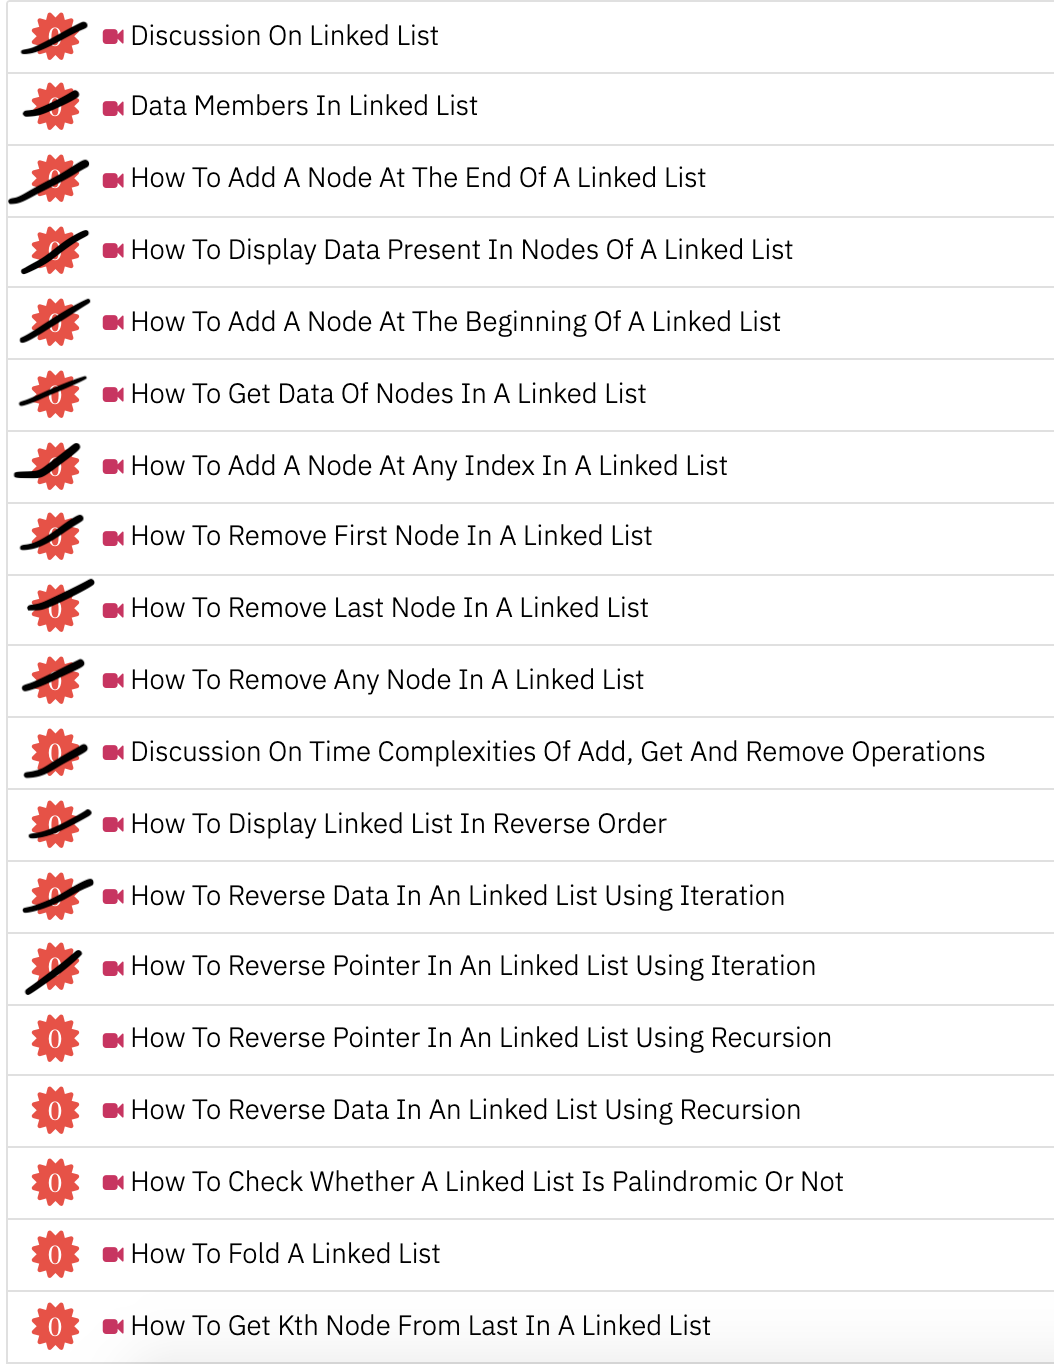 0 Discussion On Linked List
0 Data Members In Linked List
0 How To Add A Node At The End Of A Linked List
0 How To Display Data Present In Nodes Of A Linked List
0 How To Add A Node At The Beginning Of A Linked List
0 How To Get Data Of Nodes In A Linked List
0 How To Add A Node At Any Index In A Linked List
0 How To Remove First Node In A Linked List
0 How To Remove Last Node In A Linked List
0 How To Remove Any Node In A Linked List
0 Discussion On Time Complexities Of Add, Get And Remove Operations
0 How To Display Linked List In Reverse Order
0 How To Reverse Data In An Linked List Using Iteration
0 How To Reverse Pointer In An Linked List Using Iteration
0 How To Reverse Pointer In An Linked List Using Recursion
0 How To Reverse Data In An Linked List Using Recursion
0 How To Check Whether A Linked List Is Palindromic Or Not
0 How To Fold A Linked List
0 How To Get Kth Node From Last In A Linked List